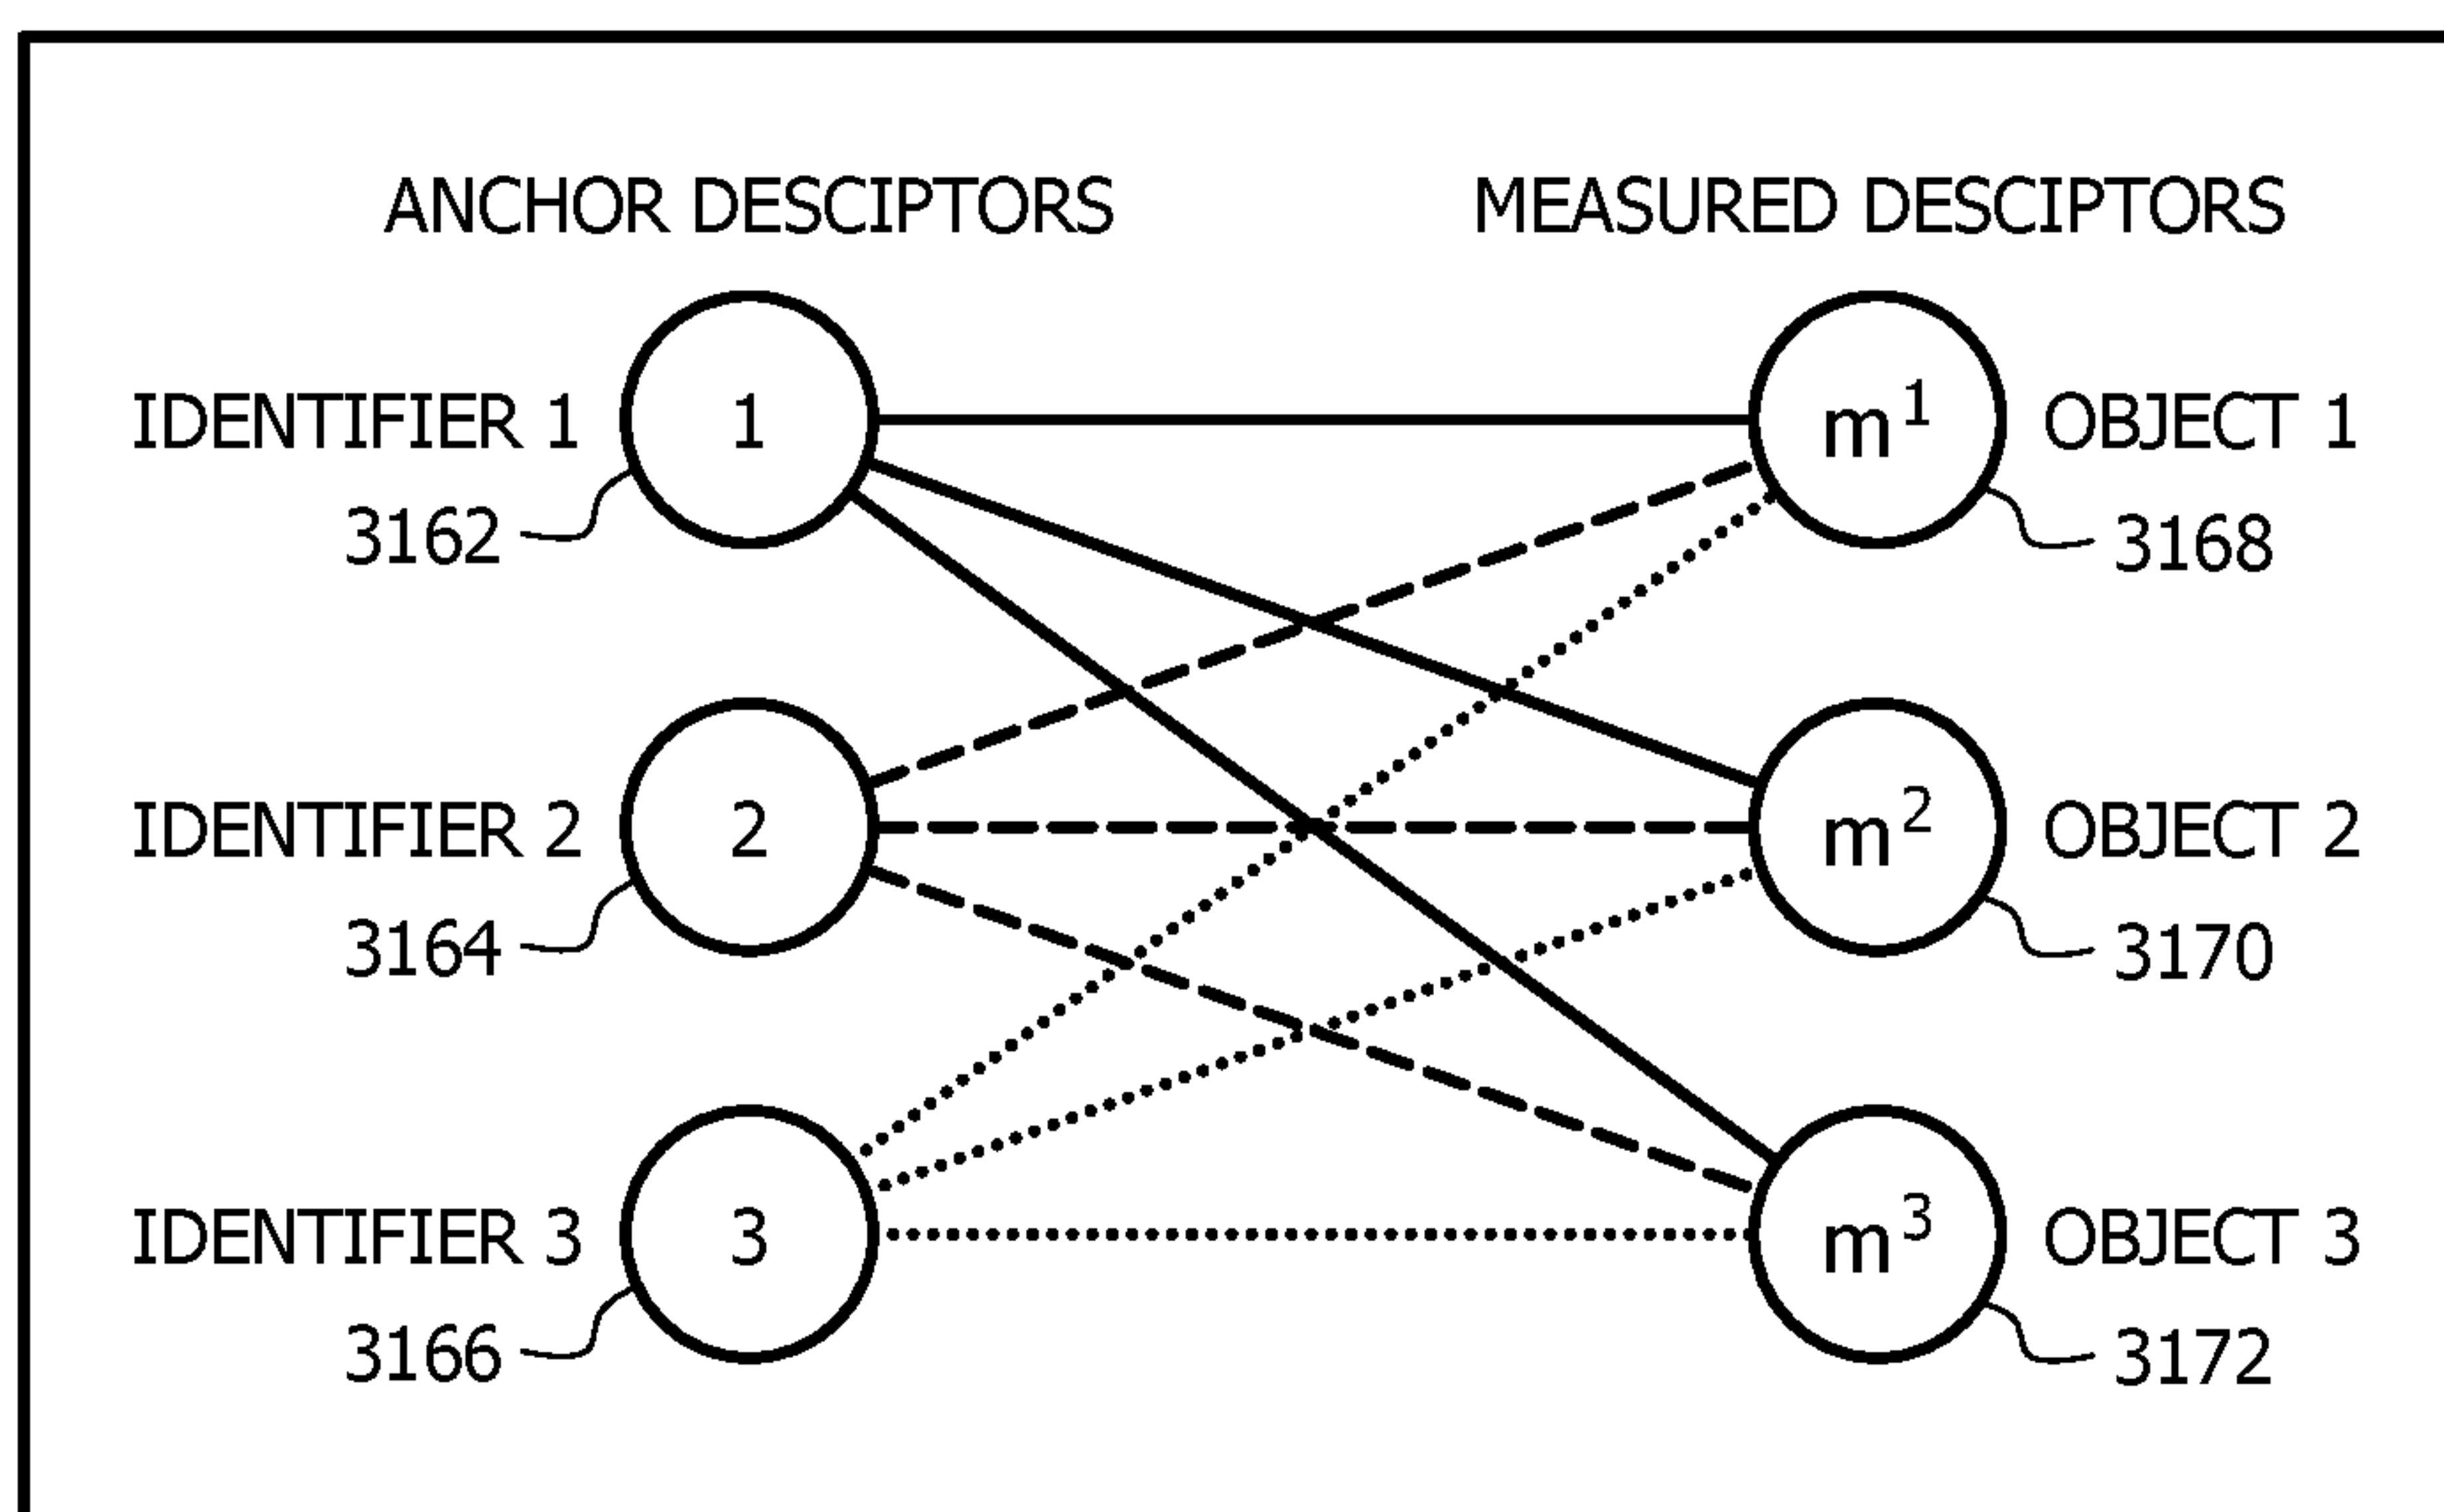 ANCHOR DESCIPTORS MEASURED DESCIPTORS
IDENTIFIER 1 1 m¹ OBJECT 1
3162 3168
IDENTIFIER 2 2 m² OBJECT 2
3164 3170
IDENTIFIER 3 3 m³ OBJECT 3
3166 3172